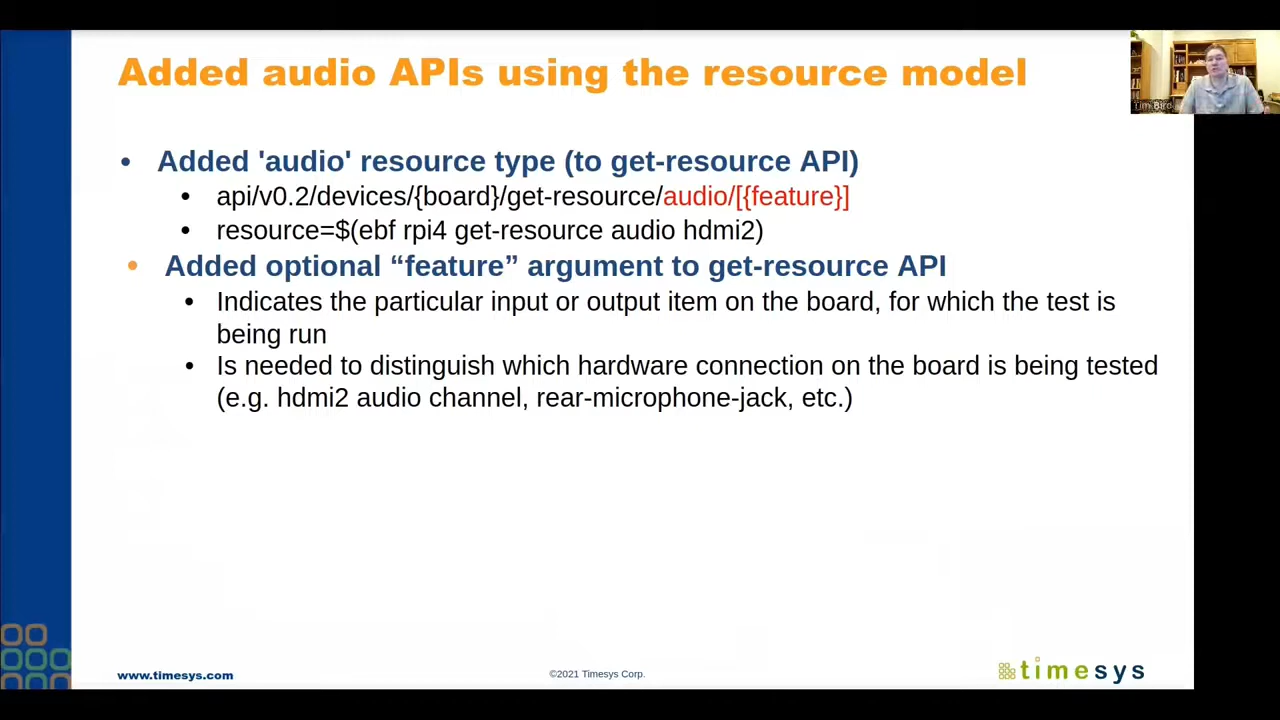 Added audio APIs using the resource model
Tim Bird
• Added 'audio' resource type (to get-resource API)
• api/v0.2/devices/{board}/get-resource/audio/[{feature}]
• resource=$(ebf rpi4 get-resource audio hdmi2)
• Added optional “feature” argument to get-resource API
• Indicates the particular input or output item on the board, for which the test is
being run
• Is needed to distinguish which hardware connection on the board is being tested
(e.g. hdmi2 audio channel, rear-microphone-jack, etc.)
www.timesys.com
©2021 Timesys Corp.
timesys